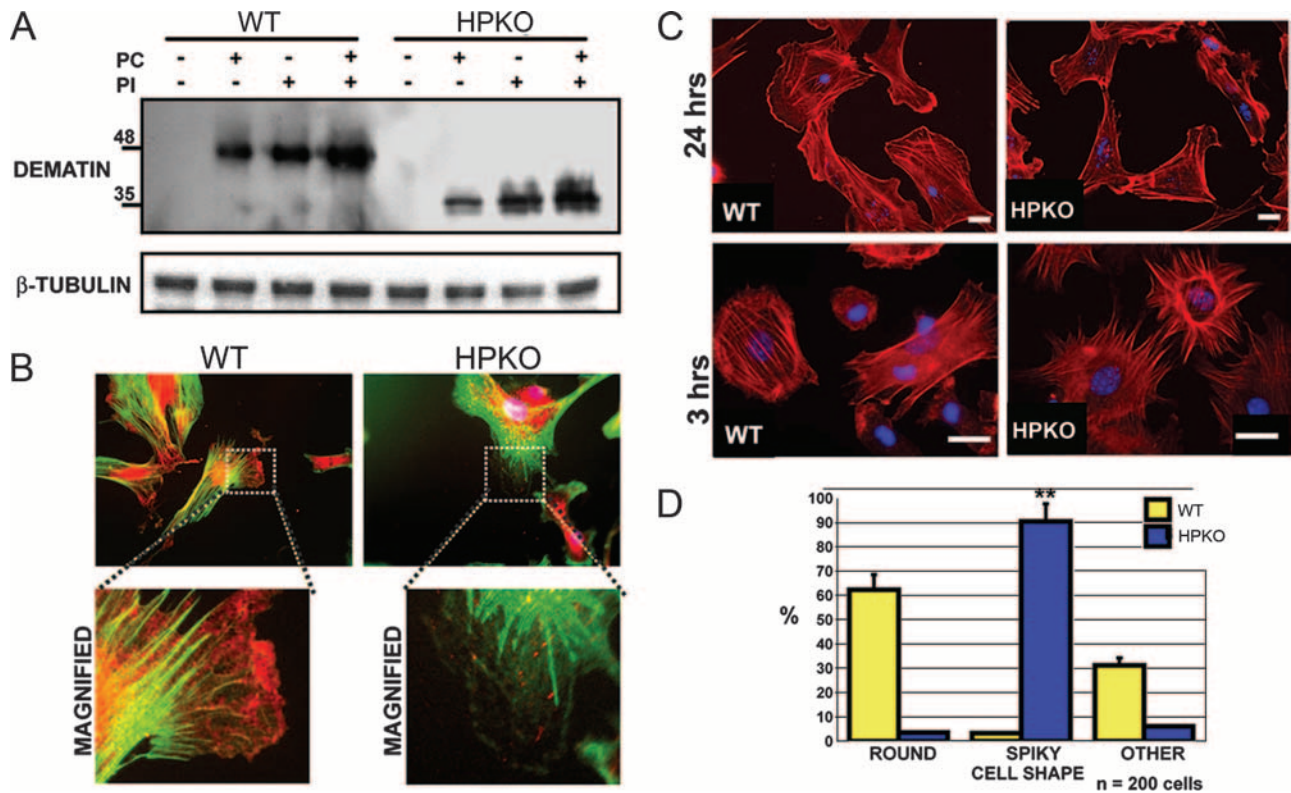 A
WT HPKO
PC - + - + - + - +
PI - - + + - - + +
48
DEMATIN
35
β-TUBULIN
B
WT HPKO
MAGNIFIED MAGNIFIED
C
24 hrs
WT HPKO
3 hrs
WT HPKO
D
**
WT
HPKO
100
90
80
70
60
50
40
30
20
10
0
%
ROUND SPIKY OTHER
CELL SHAPE
n = 200 cells